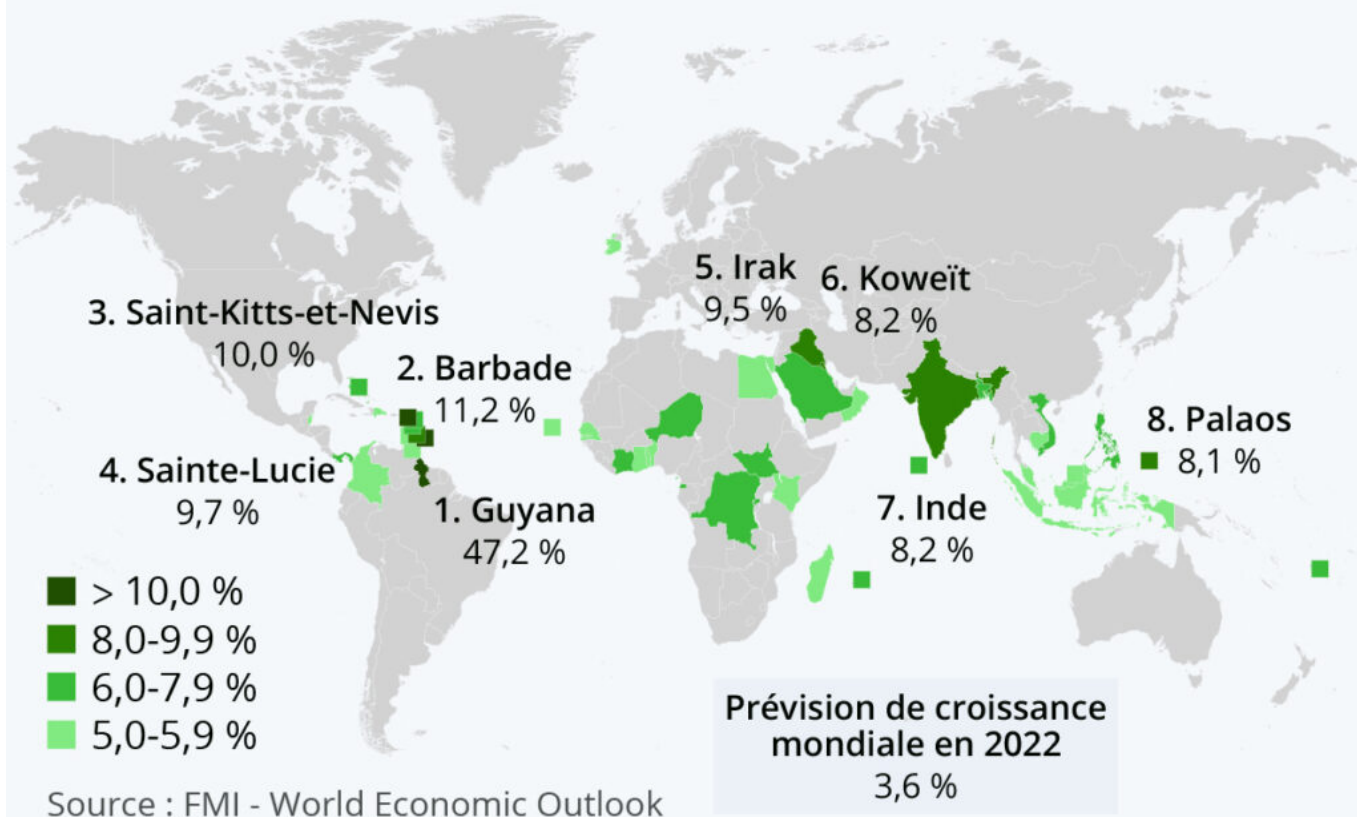 5. Irak
9,5 %
6. Koweït
8,2 %
3. Saint-Kitts-et-Nevis
10,0 %
2. Barbade
11,2 %
8. Palaos
8,1 %
4. Sainte-Lucie
9,7 %
1. Guyana
47,2 %
7. Inde
8,2 %
> 10,0 %
8,0-9,9 %
6,0-7,9 %
5,0-5,9 %
Prévision de croissance
mondiale en 2022
3,6 %
Source : FMI - World Economic Outlook